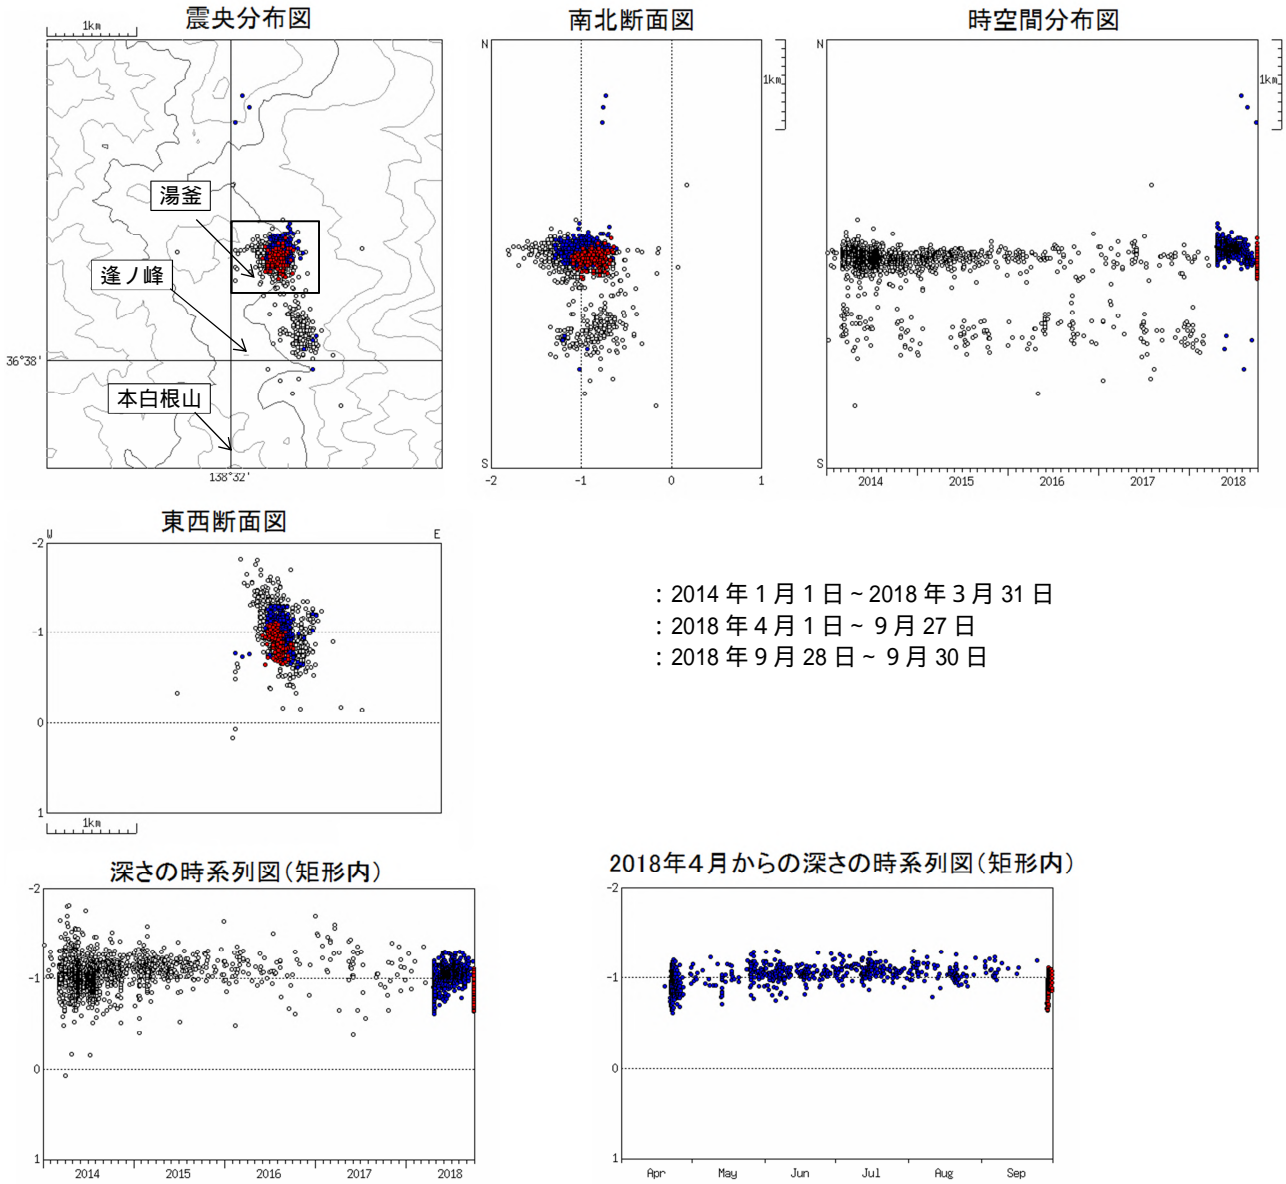 震央分布図
1km
湯釜
逢ノ峰
36°38'
本白根山
138°32'
南北断面図
N
1km
S
-2
-1
0
1
時空間分布図
N
1km
S
2014
2015
2016
2017
2018
東西断面図
W
E
-2
-1
0
1
1km
: 2014 年 1 月 1 日 ~ 2018 年 3 月 31 日
: 2018 年 4 月 1 日 ~ 9 月 27 日
: 2018 年 9 月 28 日 ~ 9 月 30 日
深さの時系列図(矩形内)
-2
-1
0
1
2014
2015
2016
2017
2018
2018年4月からの深さの時系列図(矩形内)
-2
-1
0
1
Apr
May
Jun
Jul
Aug
Sep